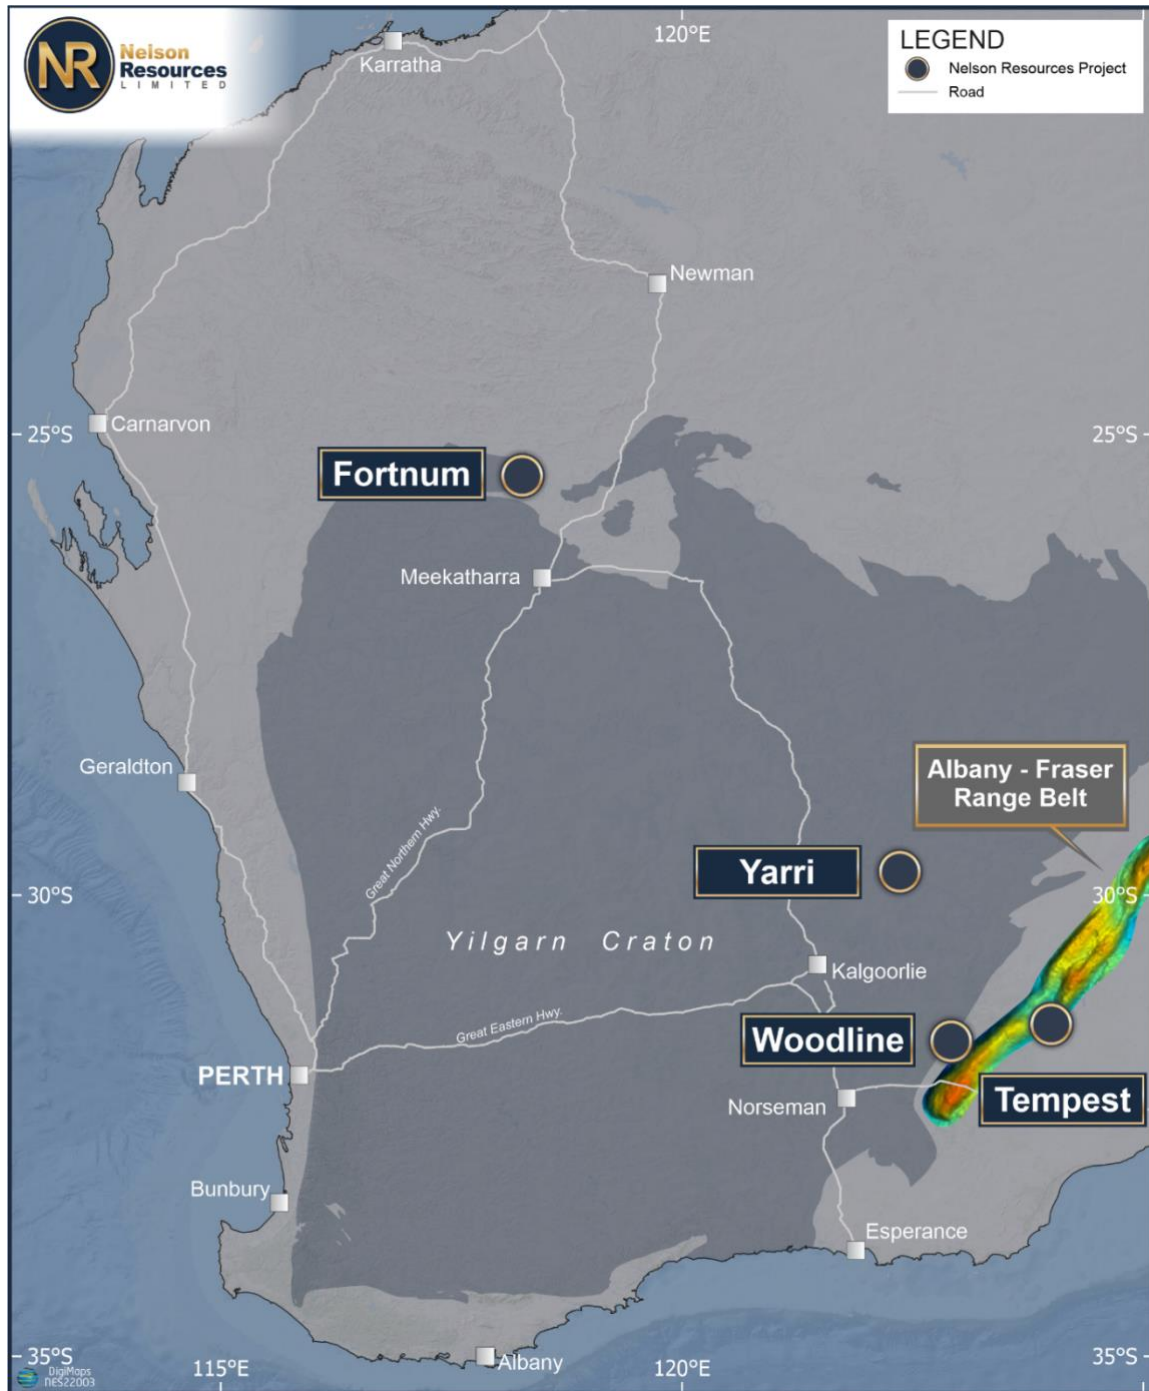 NR
Nelson
Resources
LIMITED
120°E
LEGEND
Nelson Resources Project
Road
Karratha
Newman
Carnarvon
25°S
25°S
Fortnum
Meekatharra
Geraldton
Albany - Fraser
Range Belt
Great Northern Hwy.
Yarri
30°S
30°S
Yilgarn Craton
Kalgoorlie
Great Eastern Hwy.
Woodline
PERTH
Norseman
Tempest
Bunbury
Esperance
35°S
115°E
120°E
35°S
Albany
DigiMaps
nES22003